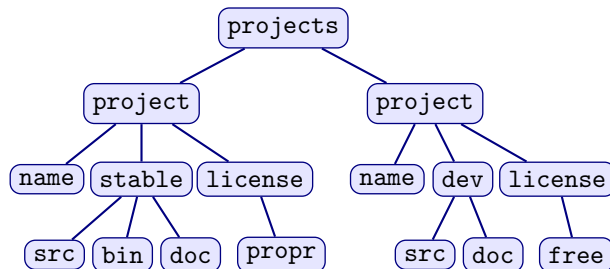 projects
project project
name stable license name dev license
src bin doc propr src doc free